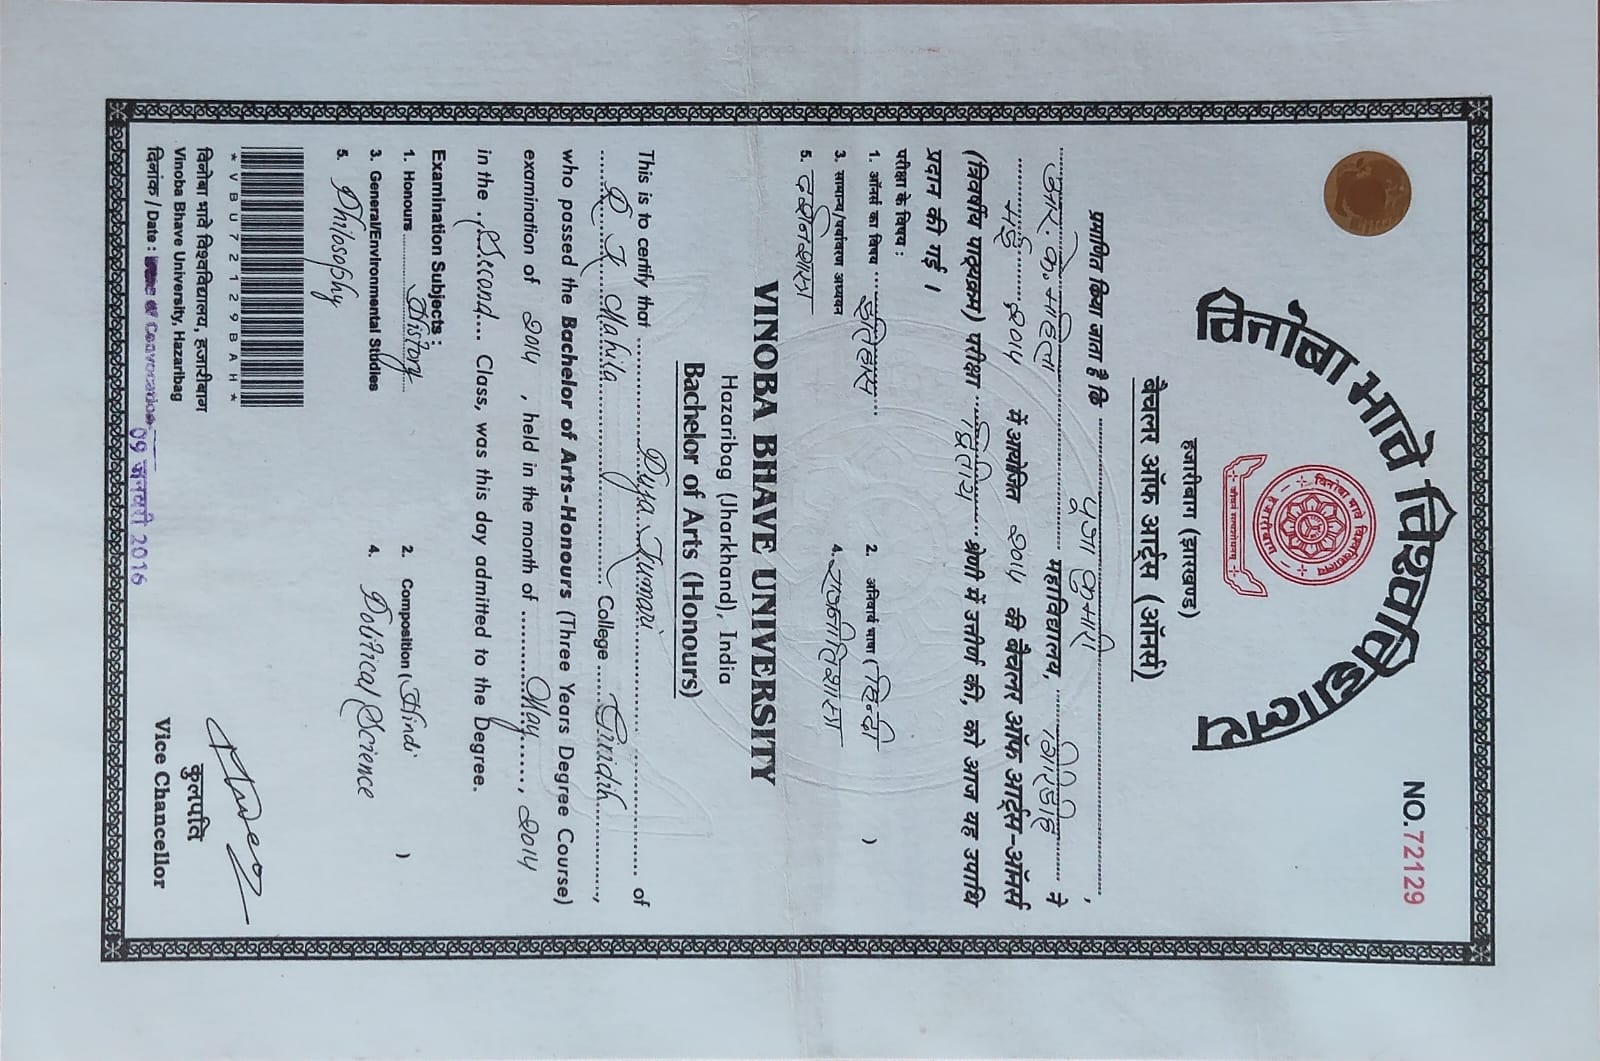 NO.72129
विनोबा भावे विश्वविद्यालय
विनोबा भावे विश्वविद्यालय
हजारीबाग
हजारीबाग (झारखण्ड)
बैचलर ऑफ आर्ट्स (ऑनर्स)
प्रमाणित किया जाता है कि पूजा कुमारी,
आर. के. महिला महाविद्यालय, गिरिडीह ने
मई 2014 में आयोजित 2014 की बैचलर ऑफ आर्ट्स-ऑनर्स
(त्रिवर्षीय पाठ्यक्रम) परीक्षा द्वितीय श्रेणी में उत्तीर्ण की, को आज यह उपाधि
प्रदान की गई ।
परीक्षा के विषय :
1. ऑनर्स का विषय इतिहास 2. अनिवार्य भाषा (हिन्दी)
3. सामान्य/पर्यावरण अध्ययन 4. राजनीतिशास्त्र
5. दर्शनशास्त्र
VINOBA BHAVE UNIVERSITY
Hazaribag (Jharkhand), India
Bachelor of Arts (Honours)
This is to certify that Puja Kumari of
R K Mahila College Giridih,
who passed the Bachelor of Arts-Honours (Three Years Degree Course)
examination of 2014, held in the month of May, 2014
in the Second Class, was this day admitted to the Degree.
Examination Subjects :
1. Honours History 2. Composition (Hindi)
3. General/Environmental Studies 4. Political Science
5. Philosophy
*VBU72129BAH*
विनोबा भावे विश्वविद्यालय, हजारीबाग
Vinoba Bhave University, Hazaribag
दिनांक / Date : of Convocation 09 जनवरी 2016
कुलपति
Vice Chancellor